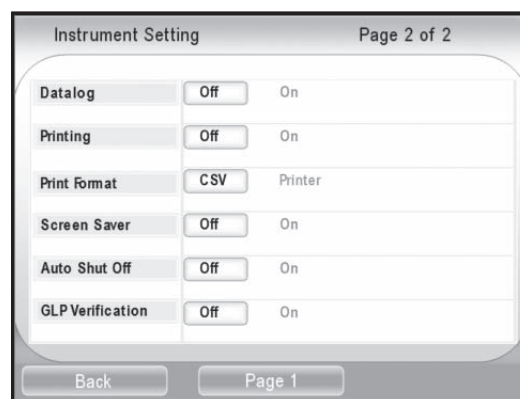 Instrument Setting Page 2 of 2
Datalog Off On
Printing Off On
Print Format CSV Printer
Screen Saver Off On
Auto Shut Off Off On
GLP Verification Off On
Back Page 1